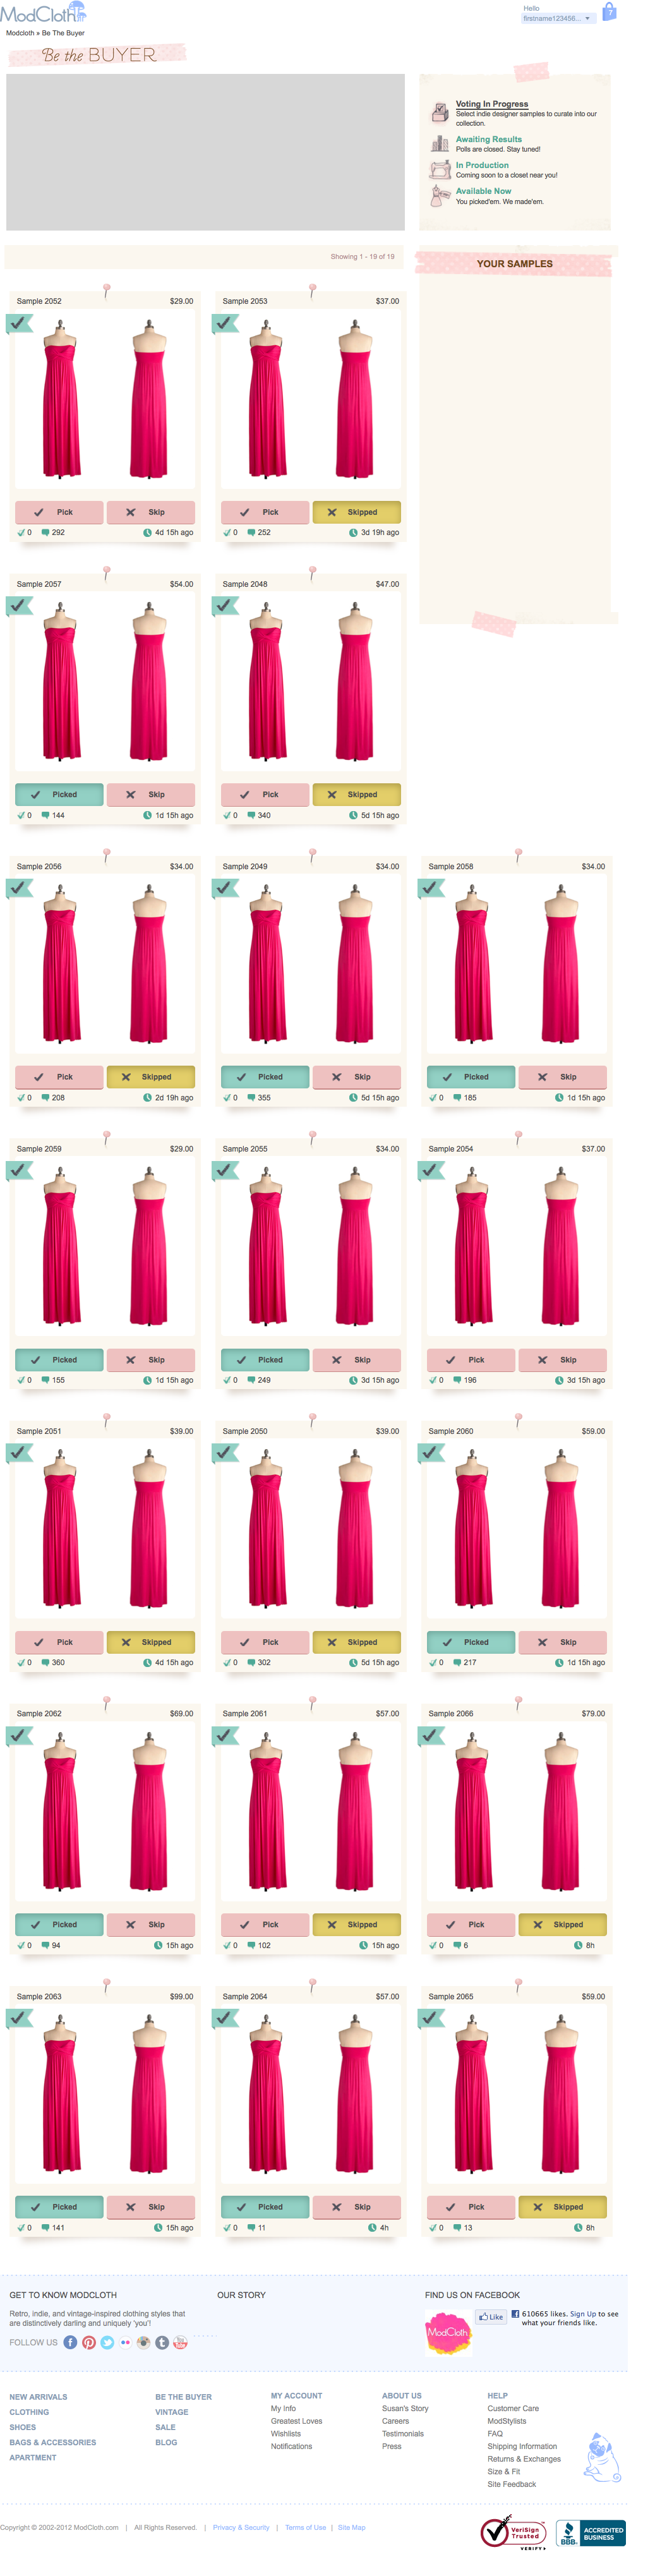 ModCloth
Hello
firstname123456...
7
Modcloth » Be The Buyer
Be the BUYER
Voting In Progress
Select indie designer samples to curate into our
collection.
Awaiting Results
Polls are closed. Stay tuned!
In Production
Coming soon to a closet near you!
Available Now
You picked'em. We made'em.
Showing 1 - 19 of 19
YOUR SAMPLES
Sample 2052 $29.00
Pick Skip
0 292 4d 15h ago
Sample 2053 $37.00
Pick Skipped
0 252 3d 19h ago
Sample 2057 $54.00
Picked Skip
0 144 1d 15h ago
Sample 2048 $47.00
Pick Skipped
0 340 5d 15h ago
Sample 2056 $34.00
Pick Skipped
0 208 2d 19h ago
Sample 2049 $34.00
Picked Skip
0 355 5d 15h ago
Sample 2058 $34.00
Picked Skip
0 185 1d 15h ago
Sample 2059 $29.00
Picked Skip
0 155 1d 15h ago
Sample 2055 $34.00
Picked Skip
0 249 3d 15h ago
Sample 2054 $37.00
Pick Skip
0 196 3d 15h ago
Sample 2051 $39.00
Pick Skipped
0 360 4d 15h ago
Sample 2050 $39.00
Pick Skipped
0 302 5d 15h ago
Sample 2060 $59.00
Picked Skip
0 217 1d 15h ago
Sample 2062 $69.00
Picked Skip
0 94 15h ago
Sample 2061 $57.00
Pick Skipped
0 102 15h ago
Sample 2066 $79.00
Pick Skipped
0 6 8h
Sample 2063 $99.00
Picked Skip
0 141 15h ago
Sample 2064 $57.00
Picked Skip
0 11 4h
Sample 2065 $59.00
Pick Skipped
0 13 8h
GET TO KNOW MODCLOTH
Retro, indie, and vintage-inspired clothing styles that
are distinctively darling and uniquely 'you'!
FOLLOW US
OUR STORY
FIND US ON FACEBOOK
ModCloth
Like
610665 likes. Sign Up to see
what your friends like.
NEW ARRIVALS
CLOTHING
SHOES
BAGS & ACCESSORIES
APARTMENT
BE THE BUYER
VINTAGE
SALE
BLOG
MY ACCOUNT
My Info
Greatest Loves
Wishlists
Notifications
ABOUT US
Susan's Story
Careers
Testimonials
Press
HELP
Customer Care
ModStylists
FAQ
Shipping Information
Returns & Exchanges
Size & Fit
Site Feedback
Copyright © 2002-2012 ModCloth.com | All Rights Reserved. | Privacy & Security | Terms of Use | Site Map
VeriSign
Trusted
VERIFY
BBB
ACCREDITED
BUSINESS